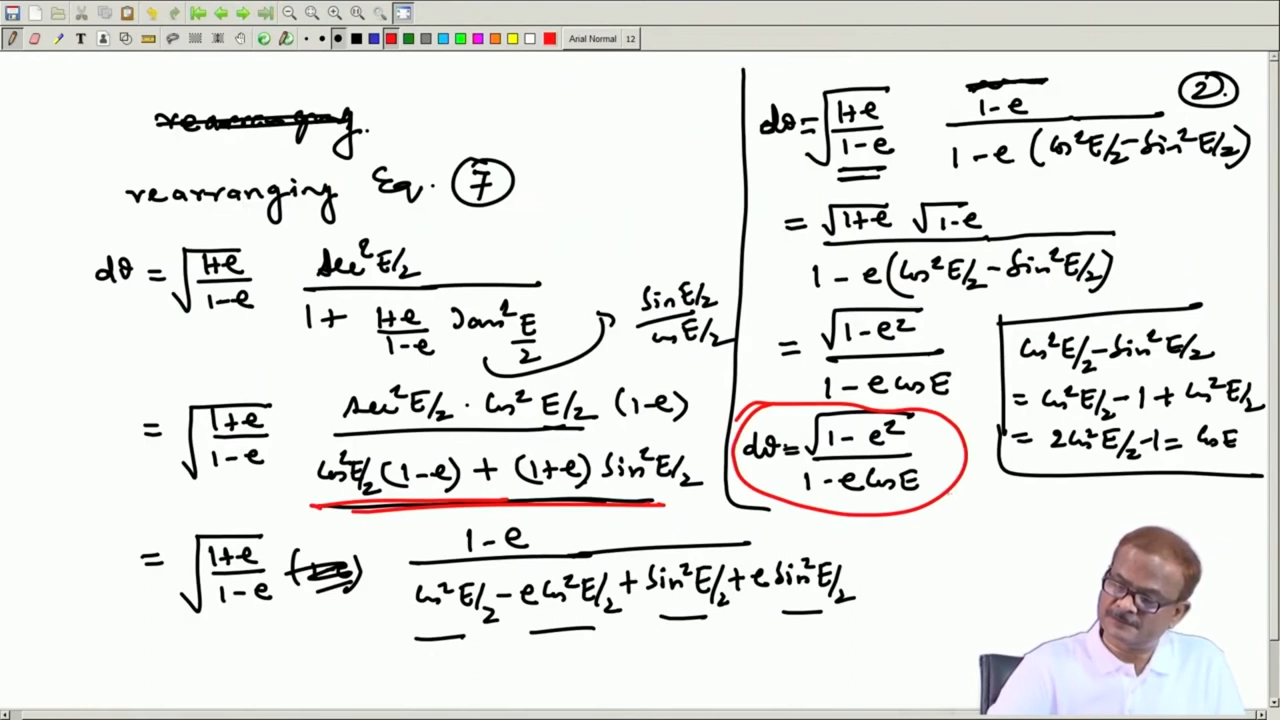 Arial Normal 12
rearranging.
rearranging Eq. ⑦
dθ = √(1+e / 1-e) sec²E/2 / 1 + (1+e / 1-e) Tan² E/2
sinE/2 / cosE/2
= √(1+e / 1-e) sec²E/2 . cos²E/2 (1-e) / cos²E/2 (1-e) + (1+e) sin²E/2
= √(1+e / 1-e) 1-e / cos²E/2 - e cos²E/2 + sin²E/2 + e sin²E/2
②.
dθ = √(1+e / 1-e) 1-e / 1-e (cos²E/2 - sin²E/2)
= √1+e √1-e / 1 - e (cos²E/2 - sin²E/2)
= √1-e² / 1-e cosE
dθ = √1-e² / 1-e cosE
cos²E/2 - sin²E/2
= cos²E/2 - 1 + cos²E/2
= 2cos²E/2 - 1 = cosE